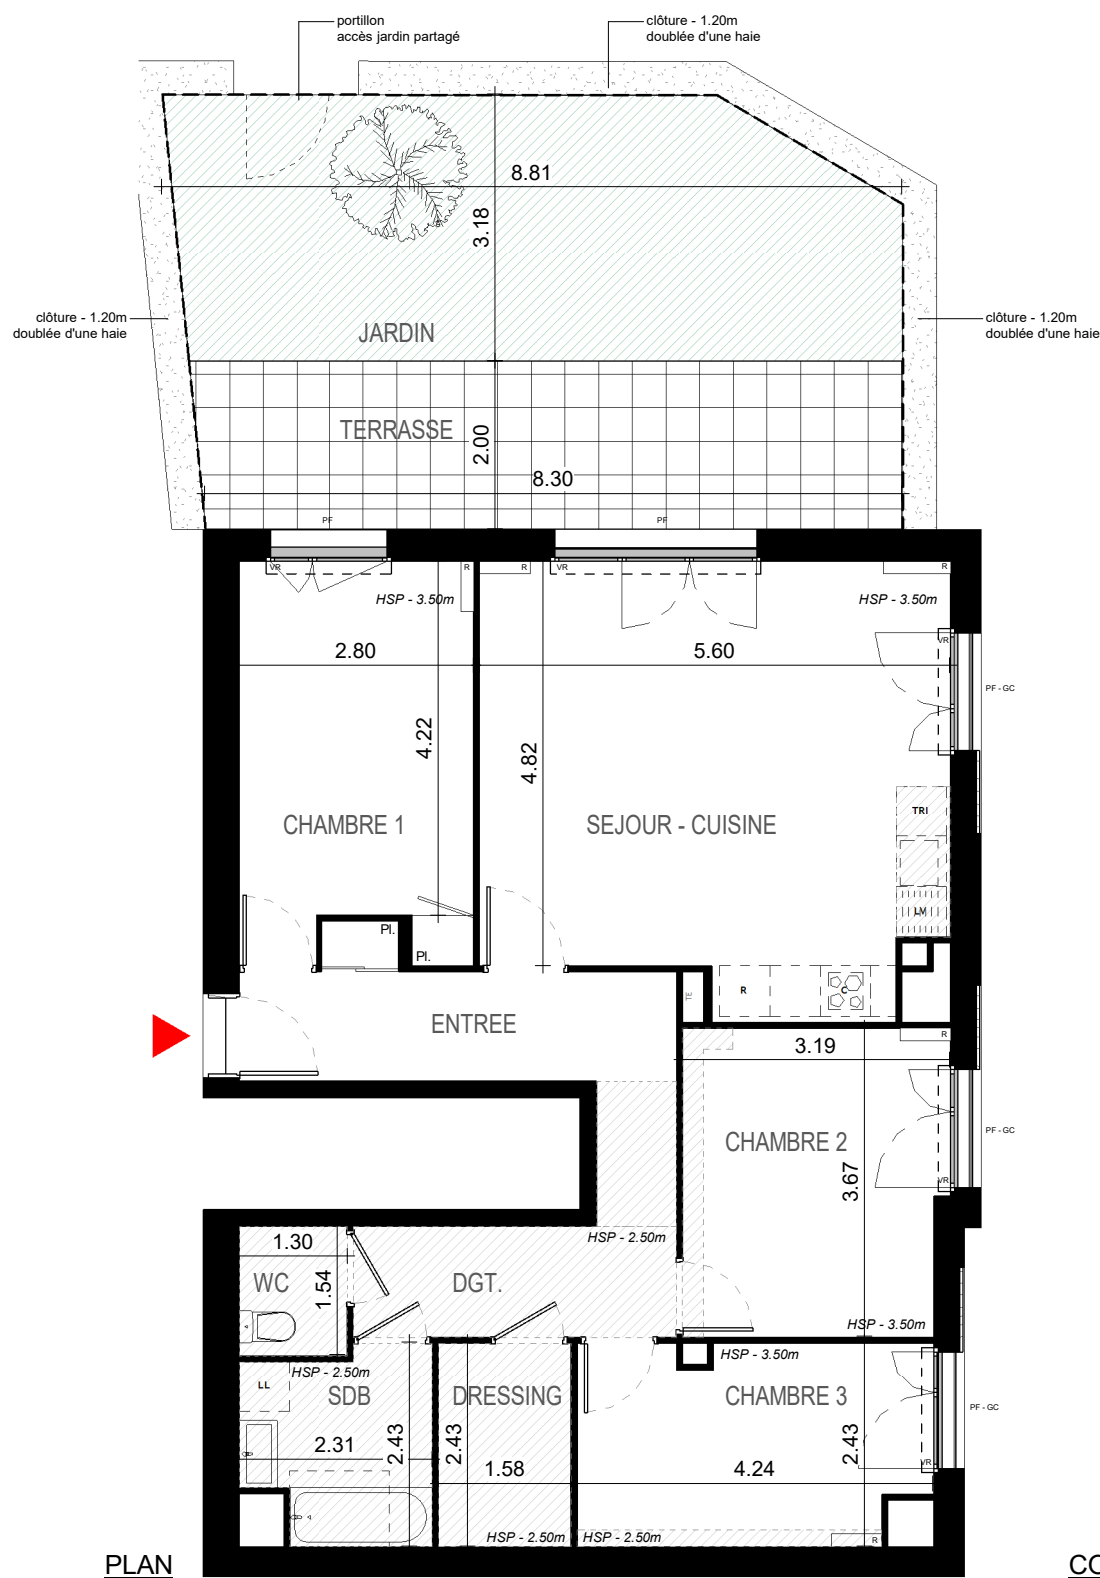 portillon
accès jardin partagé
clôture - 1.20m
doublée d'une haie
8.81
3.18
clôture - 1.20m
doublée d'une haie
clôture - 1.20m
doublée d'une haie
JARDIN
TERRASSE
2.00
8.30
PF
PF
VR
R
R
VR
R
HSP - 3.50m
HSP - 3.50m
VR
2.80
5.60
PF - GC
4.22
4.82
CHAMBRE 1
SEJOUR - CUISINE
TRI
LV
Pl.
Pl.
R
C
TE
ENTREE
R
3.19
CHAMBRE 2
PF - GC
3.67
VR
HSP - 2.50m
1.30
WC
1.54
DGT.
HSP - 3.50m
HSP - 3.50m
HSP - 2.50m
LL
SDB
DRESSING
CHAMBRE 3
PF - GC
2.31
2.43
2.43
1.58
4.24
2.43
VR
HSP - 2.50m
HSP - 2.50m
R
PLAN
CO